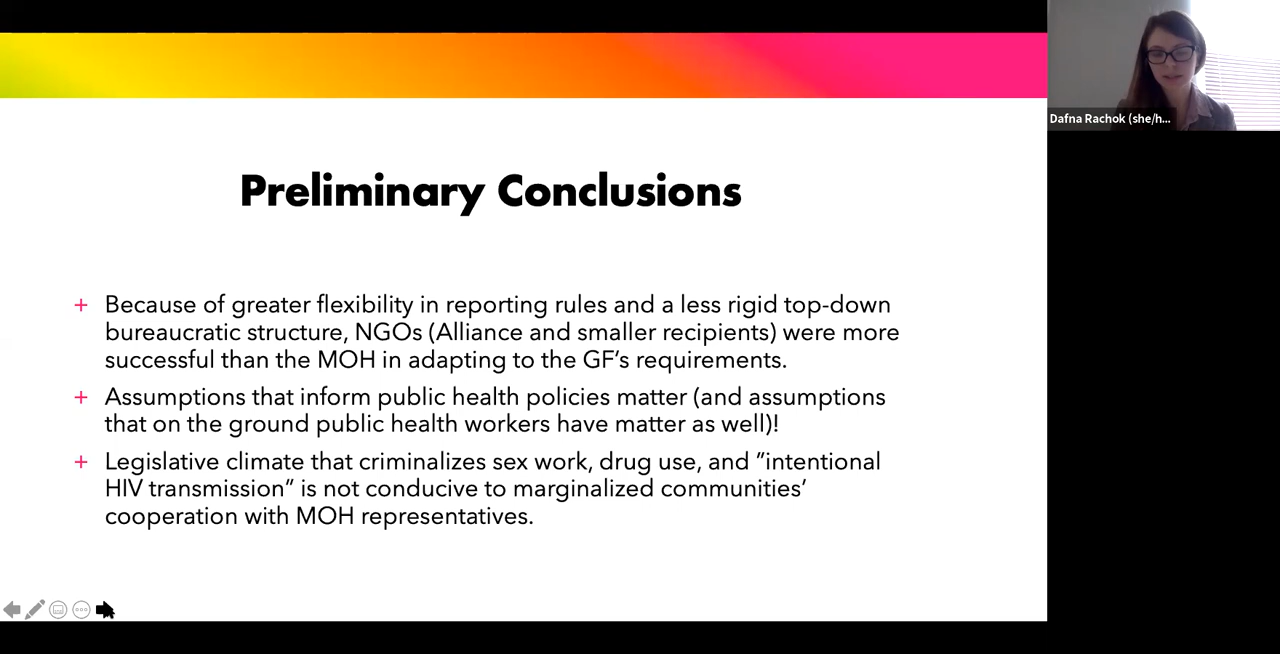 Dafna Rachok (she/h...
Preliminary Conclusions
+ Because of greater flexibility in reporting rules and a less rigid top-down
bureaucratic structure, NGOs (Alliance and smaller recipients) were more
successful than the MOH in adapting to the GF’s requirements.
+ Assumptions that inform public health policies matter (and assumptions
that on the ground public health workers have matter as well)!
+ Legislative climate that criminalizes sex work, drug use, and ”intentional
HIV transmission” is not conducive to marginalized communities’
cooperation with MOH representatives.